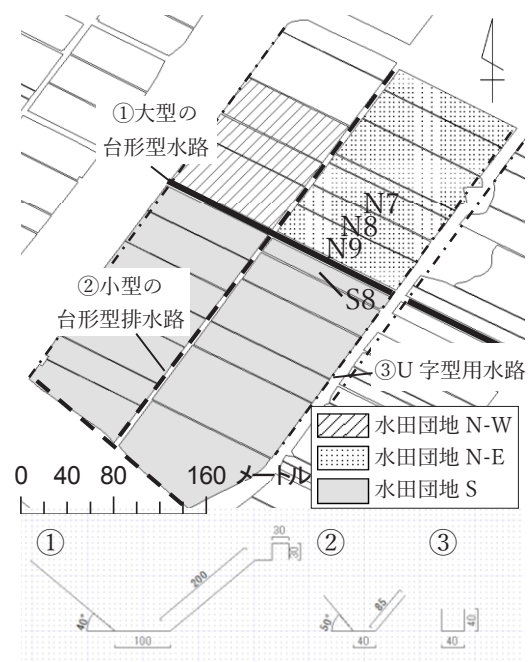 ①大型の
台形型水路
N7
N8
N9
S8
②小型の
台形型排水路
③U 字型用水路
水田団地 N-W
水田団地 N-E
水田団地 S
0 40 80 160 メートル
① ② ③
30
30
200
40°
100
50°
85
40
40
40